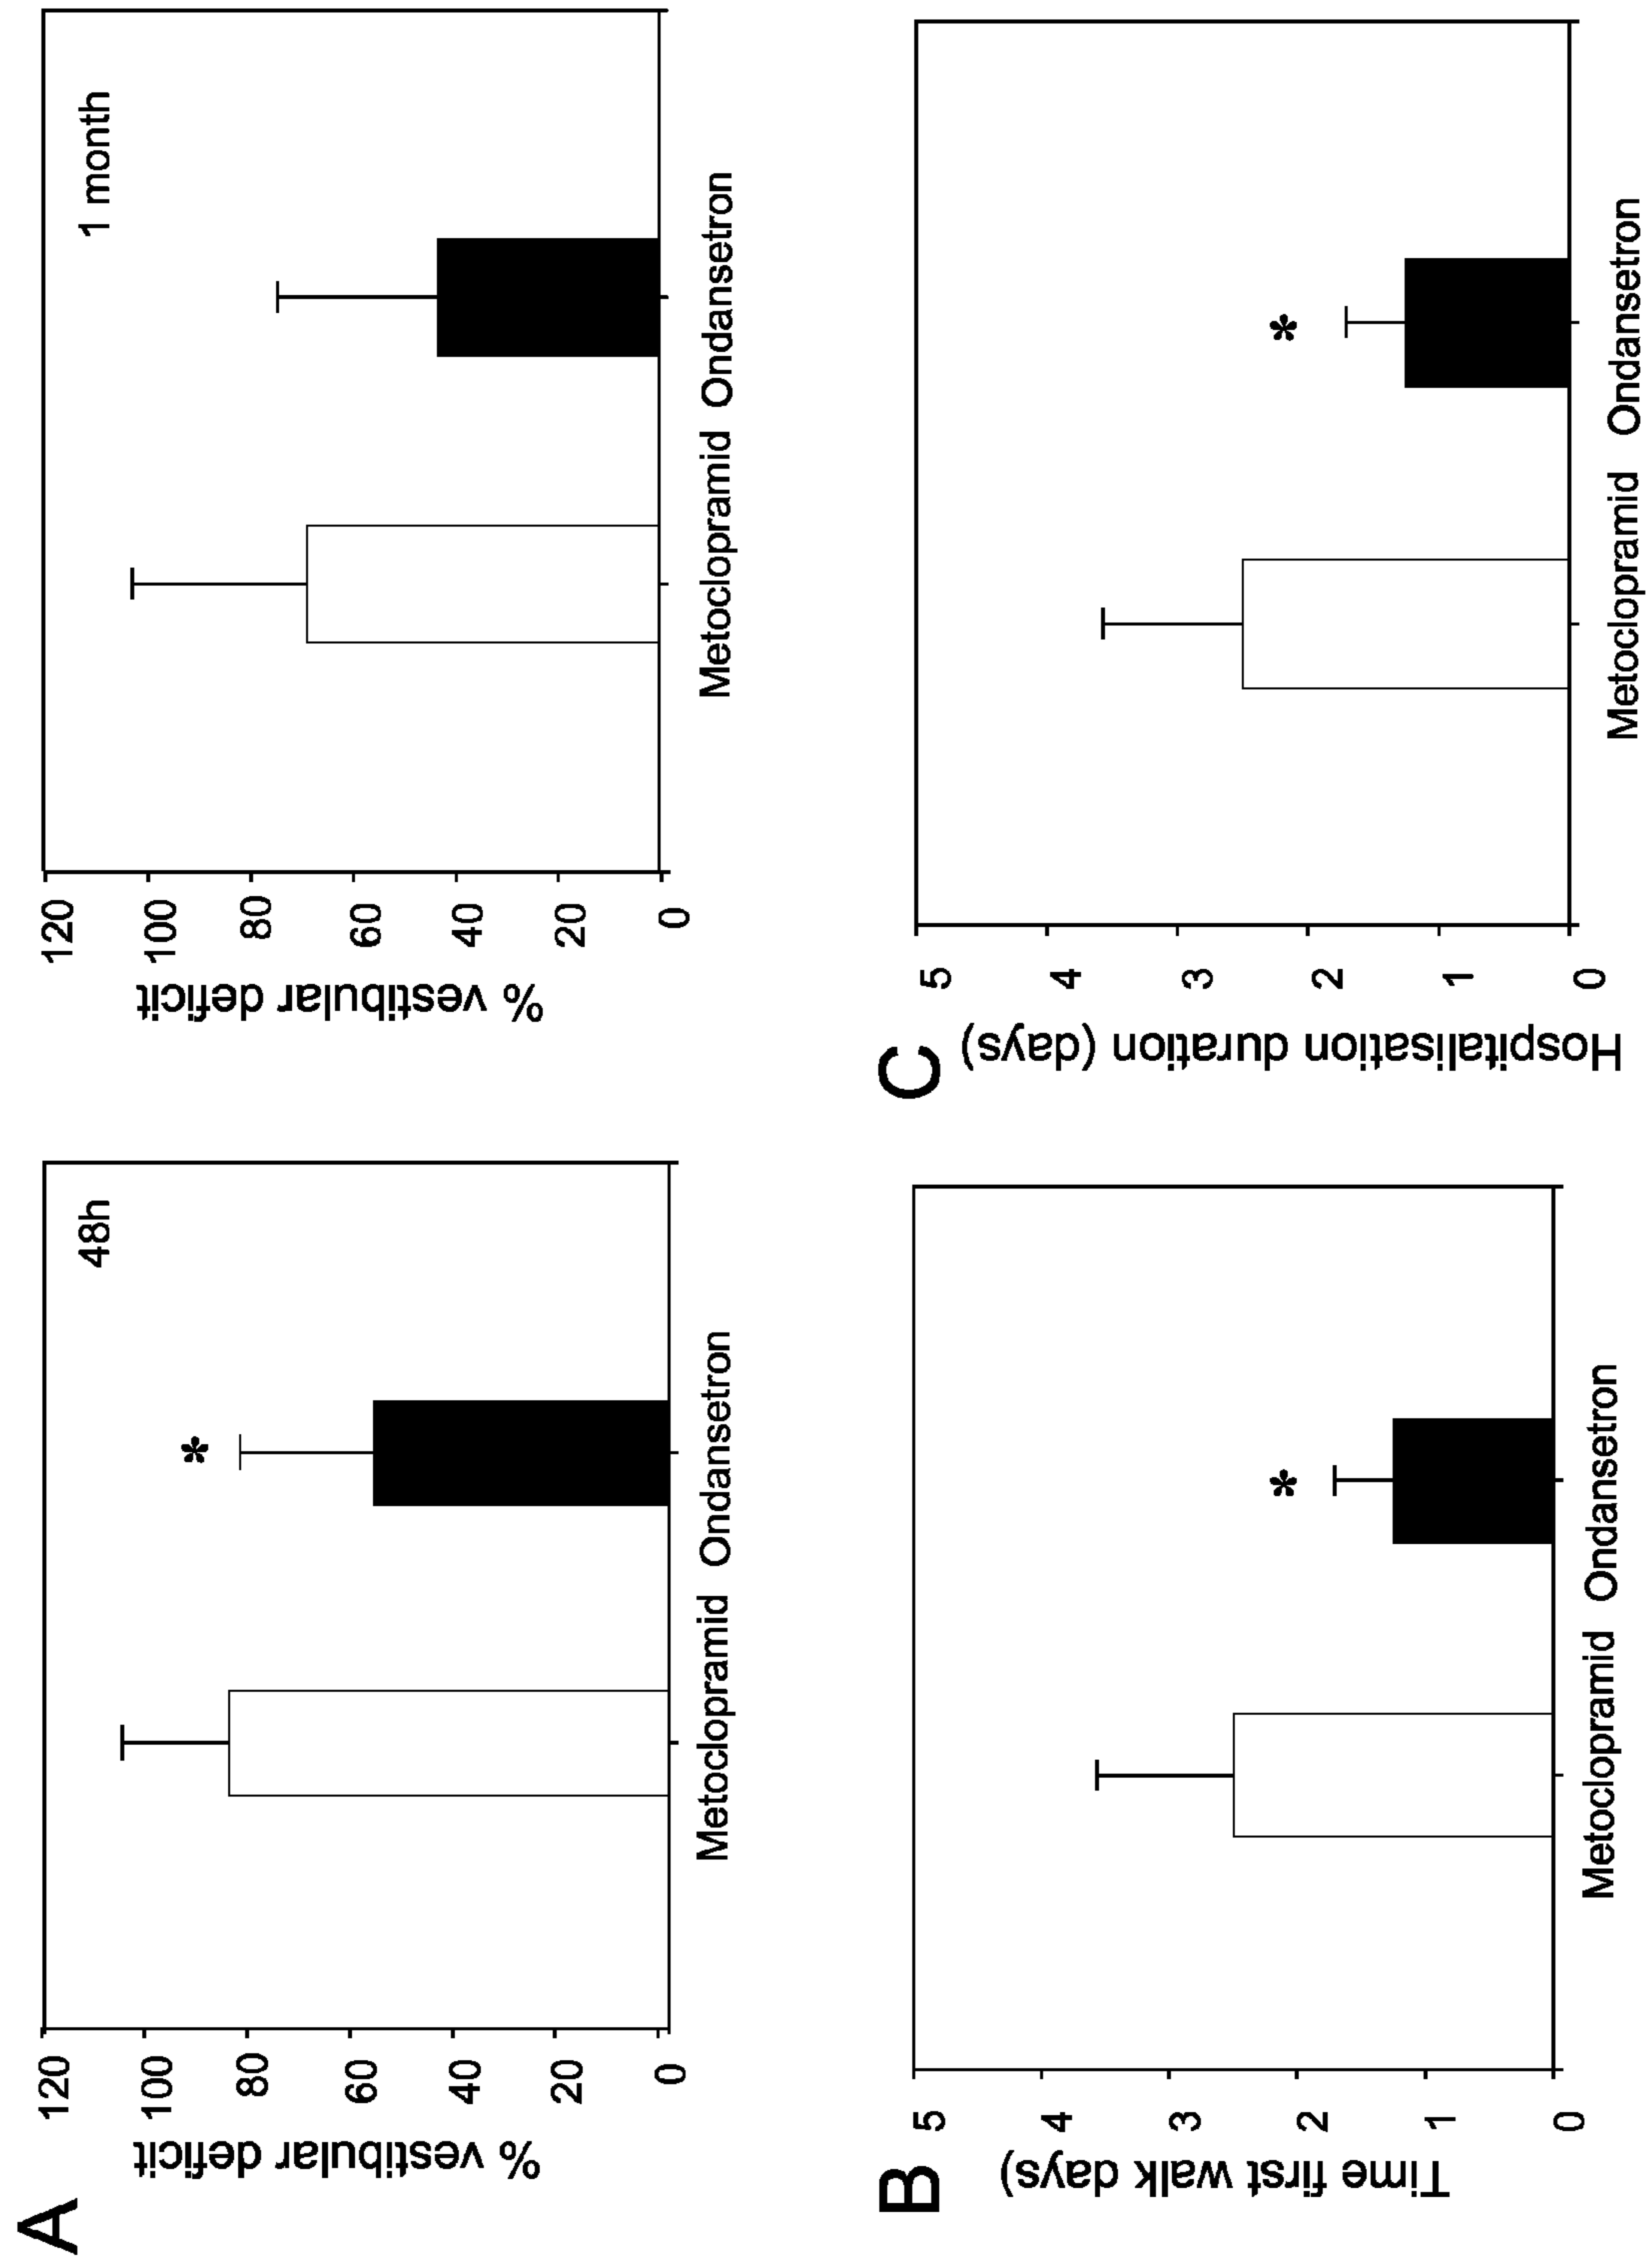 A
% vestibular deficit
120
100
80
60
40
20
0
48h
*
Metoclopramid Ondansetron
% vestibular deficit
120
100
80
60
40
20
0
1 month
Metoclopramid Ondansetron
B
Time first walk days)
5
4
3
2
1
0
*
Metoclopramid Ondansetron
C
Hospitalisation duration (days)
5
4
3
2
1
0
*
Metoclopramid Ondansetron